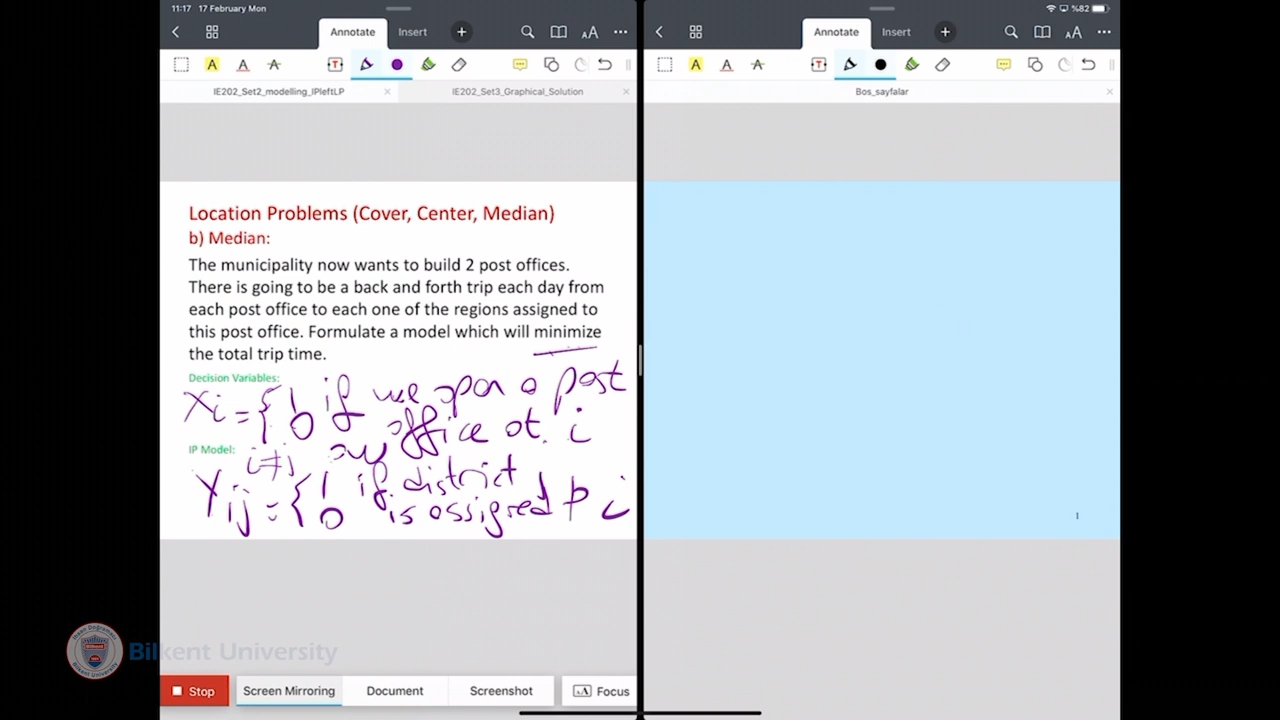 11:17 17 February Mon
%82
Annotate Insert
Annotate Insert
IE202_Set2_modelling_IPleftLP
IE202_Set3_Graphical_Solution
Bos_sayfalar
Location Problems (Cover, Center, Median)
b) Median:
The municipality now wants to build 2 post offices.
There is going to be a back and forth trip each day from
each post office to each one of the regions assigned to
this post office. Formulate a model which will minimize
the total trip time.
Decision Variables:
Xi = { 1 if we open a post
office at i
0 ow
IP Model:
i≠j
Yij = { 1 if district
is assigned to i
0
1
Bilkent University
Stop Screen Mirroring Document Screenshot Focus